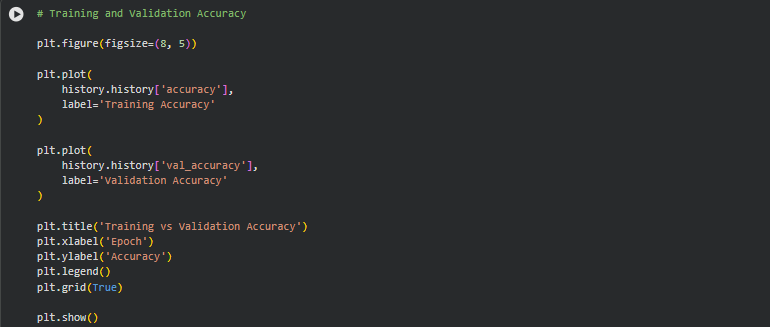 # Training and Validation Accuracy
plt.figure(figsize=(8, 5))
plt.plot(
    history.history['accuracy'],
    label='Training Accuracy'
)
plt.plot(
    history.history['val_accuracy'],
    label='Validation Accuracy'
)
plt.title('Training vs Validation Accuracy')
plt.xlabel('Epoch')
plt.ylabel('Accuracy')
plt.legend()
plt.grid(True)
plt.show()